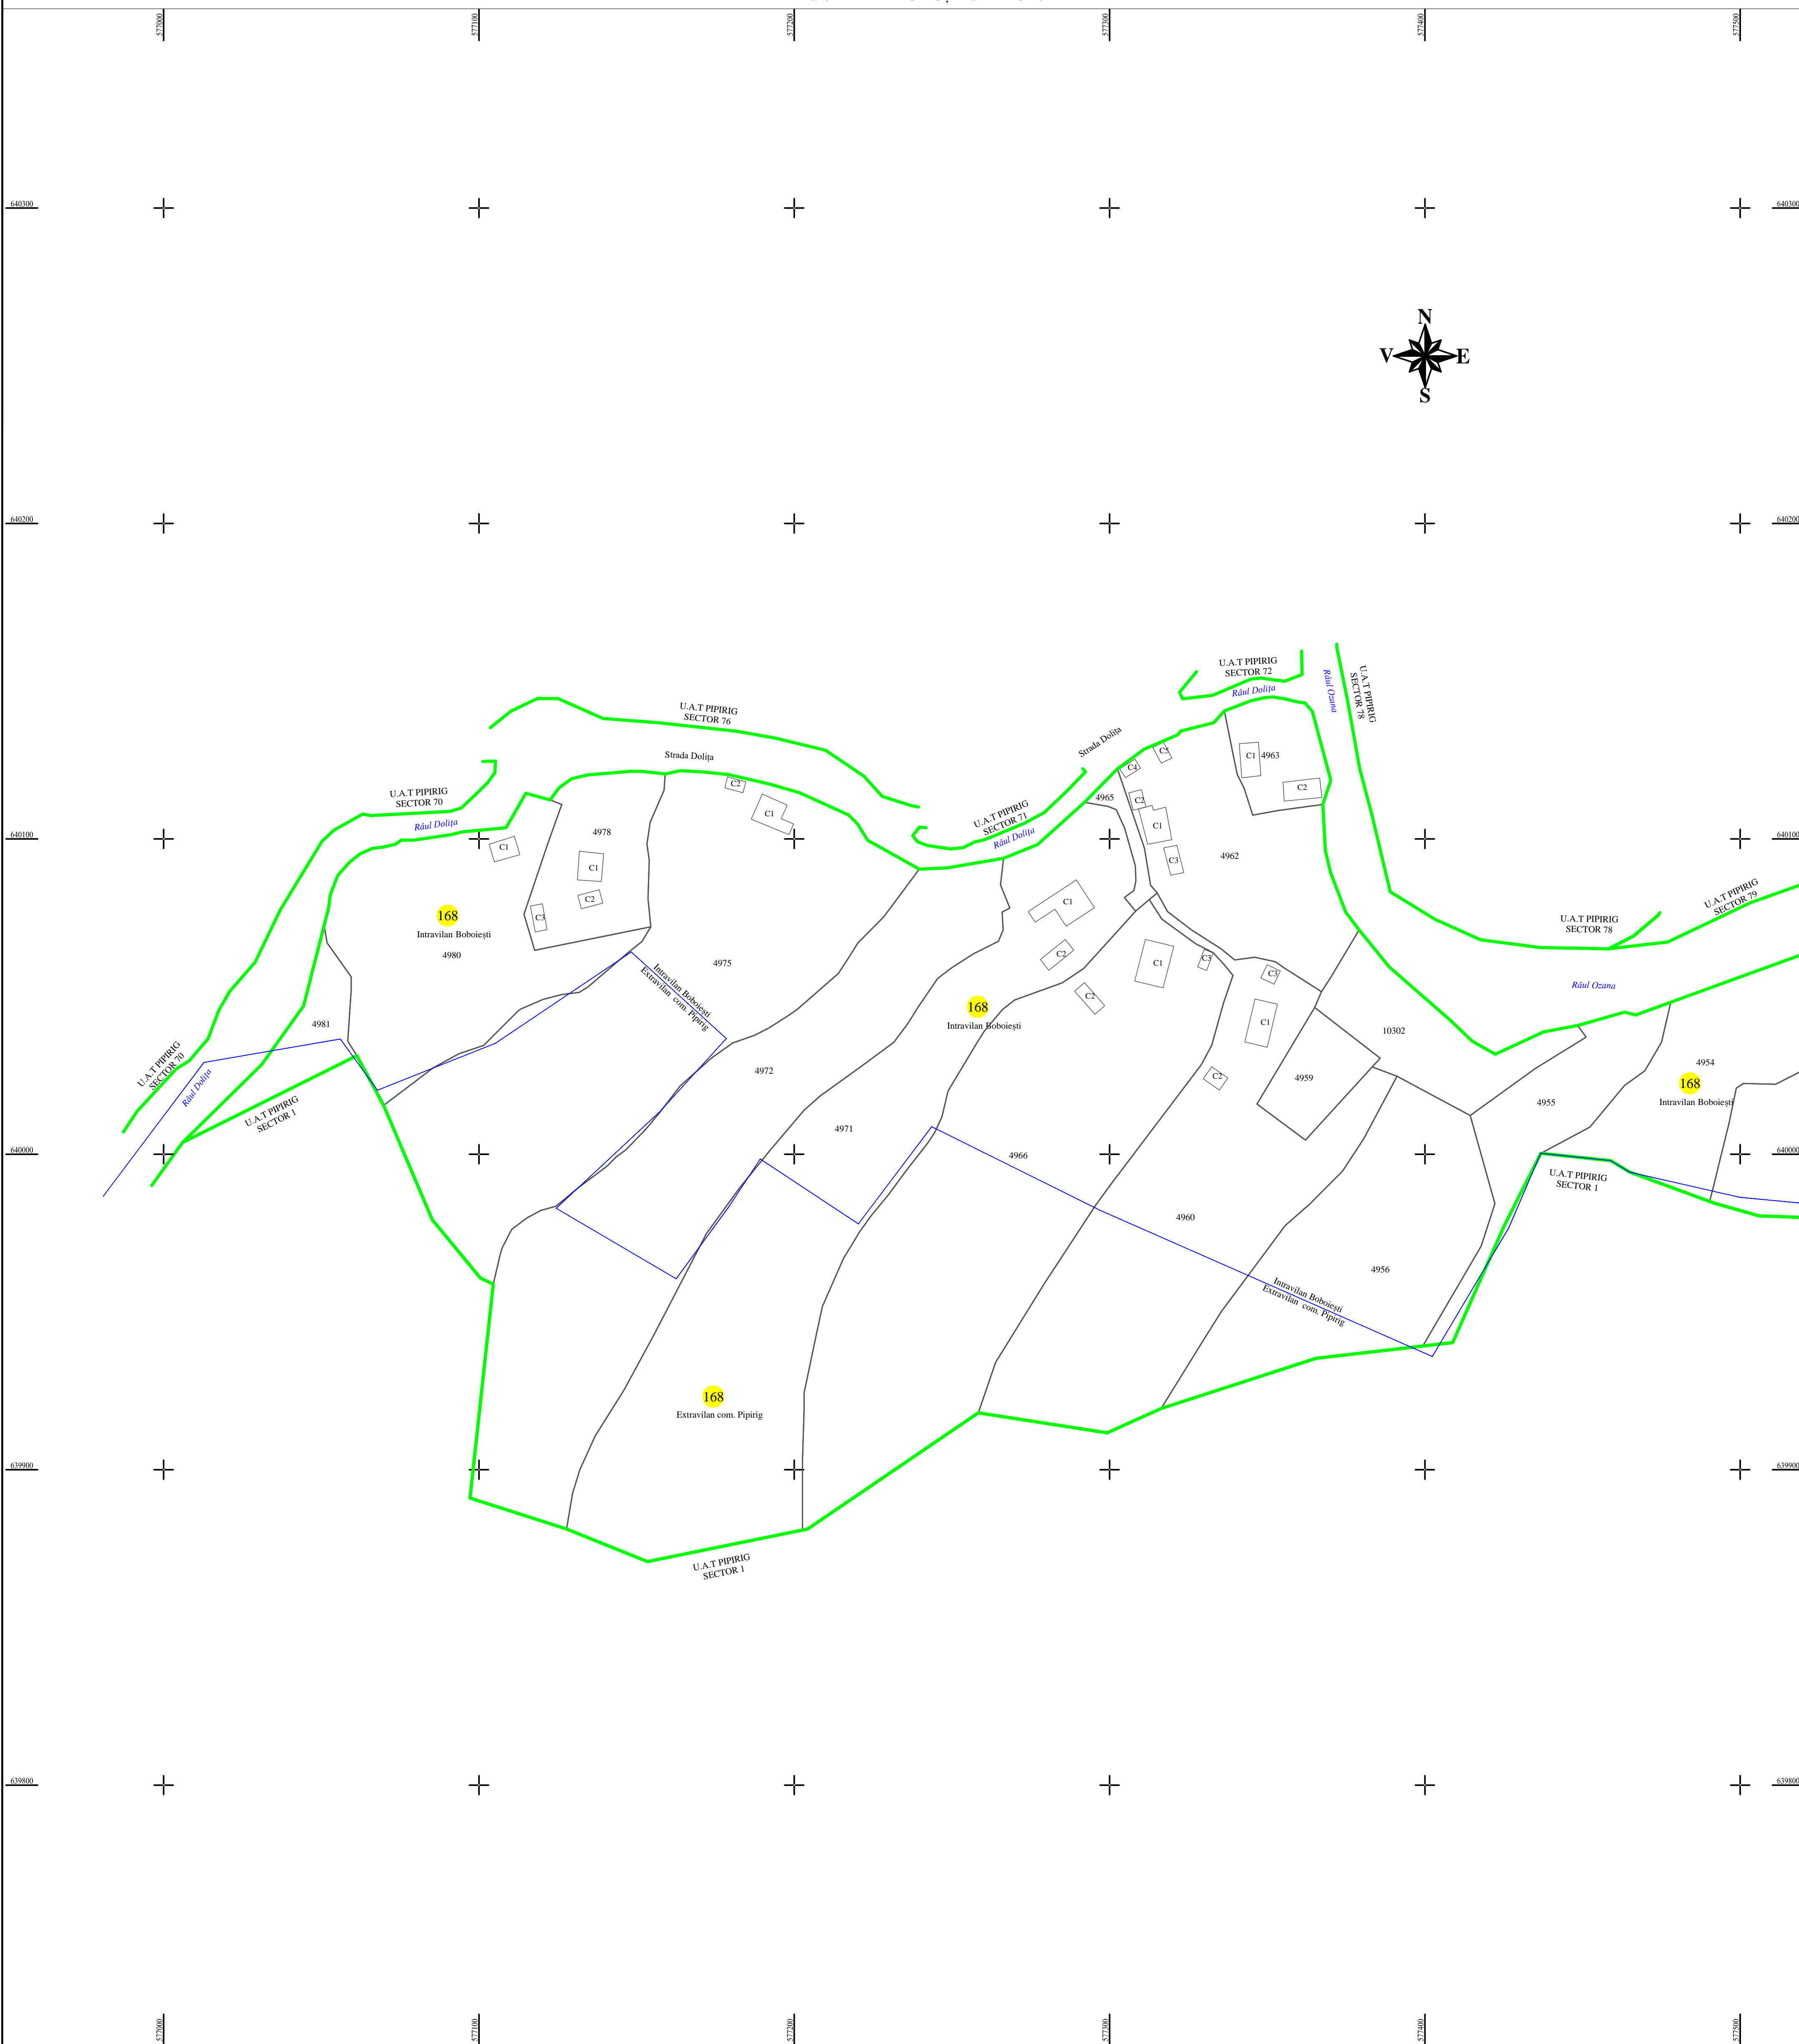 577000
577100
577200
577300
577400
577500
640300
640300
N
V
E
S
640200
640200
U.A.T PIPIRIG
SECTOR 72
Râul Dolița
Râul Ozana
U.A.T PIPIRIG
SECTOR 78
U.A.T PIPIRIG
SECTOR 76
Strada Dolița
Strada Dolița
C5
C4
C1
4963
C2
U.A.T PIPIRIG
SECTOR 70
Râul Dolița
C2
C1
U.A.T PIPIRIG
SECTOR 71
Râul Dolița
4965
C2
C1
C3
4962
640100
640100
4978
C1
C1
C2
C3
168
Intravilan Boboiești
4980
4975
C1
C2
C2
C1
C3
C3
C1
C2
U.A.T PIPIRIG
SECTOR 78
U.A.T PIPIRIG
SECTOR 79
Râul Ozana
Intravilan Boboiești
Extravilan com. Pipirig
168
Intravilan Boboiești
4981
U.A.T PIPIRIG
SECTOR 70
Râul Dolița
U.A.T PIPIRIG
SECTOR 1
4972
4971
10302
4959
4954
168
Intravilan Boboiești
4955
640000
640000
4966
4960
U.A.T PIPIRIG
SECTOR 1
4956
Intravilan Boboiești
Extravilan com. Pipirig
168
Extravilan com. Pipirig
639900
639900
U.A.T PIPIRIG
SECTOR 1
639800
639800
577000
577100
577200
577300
577400
577500